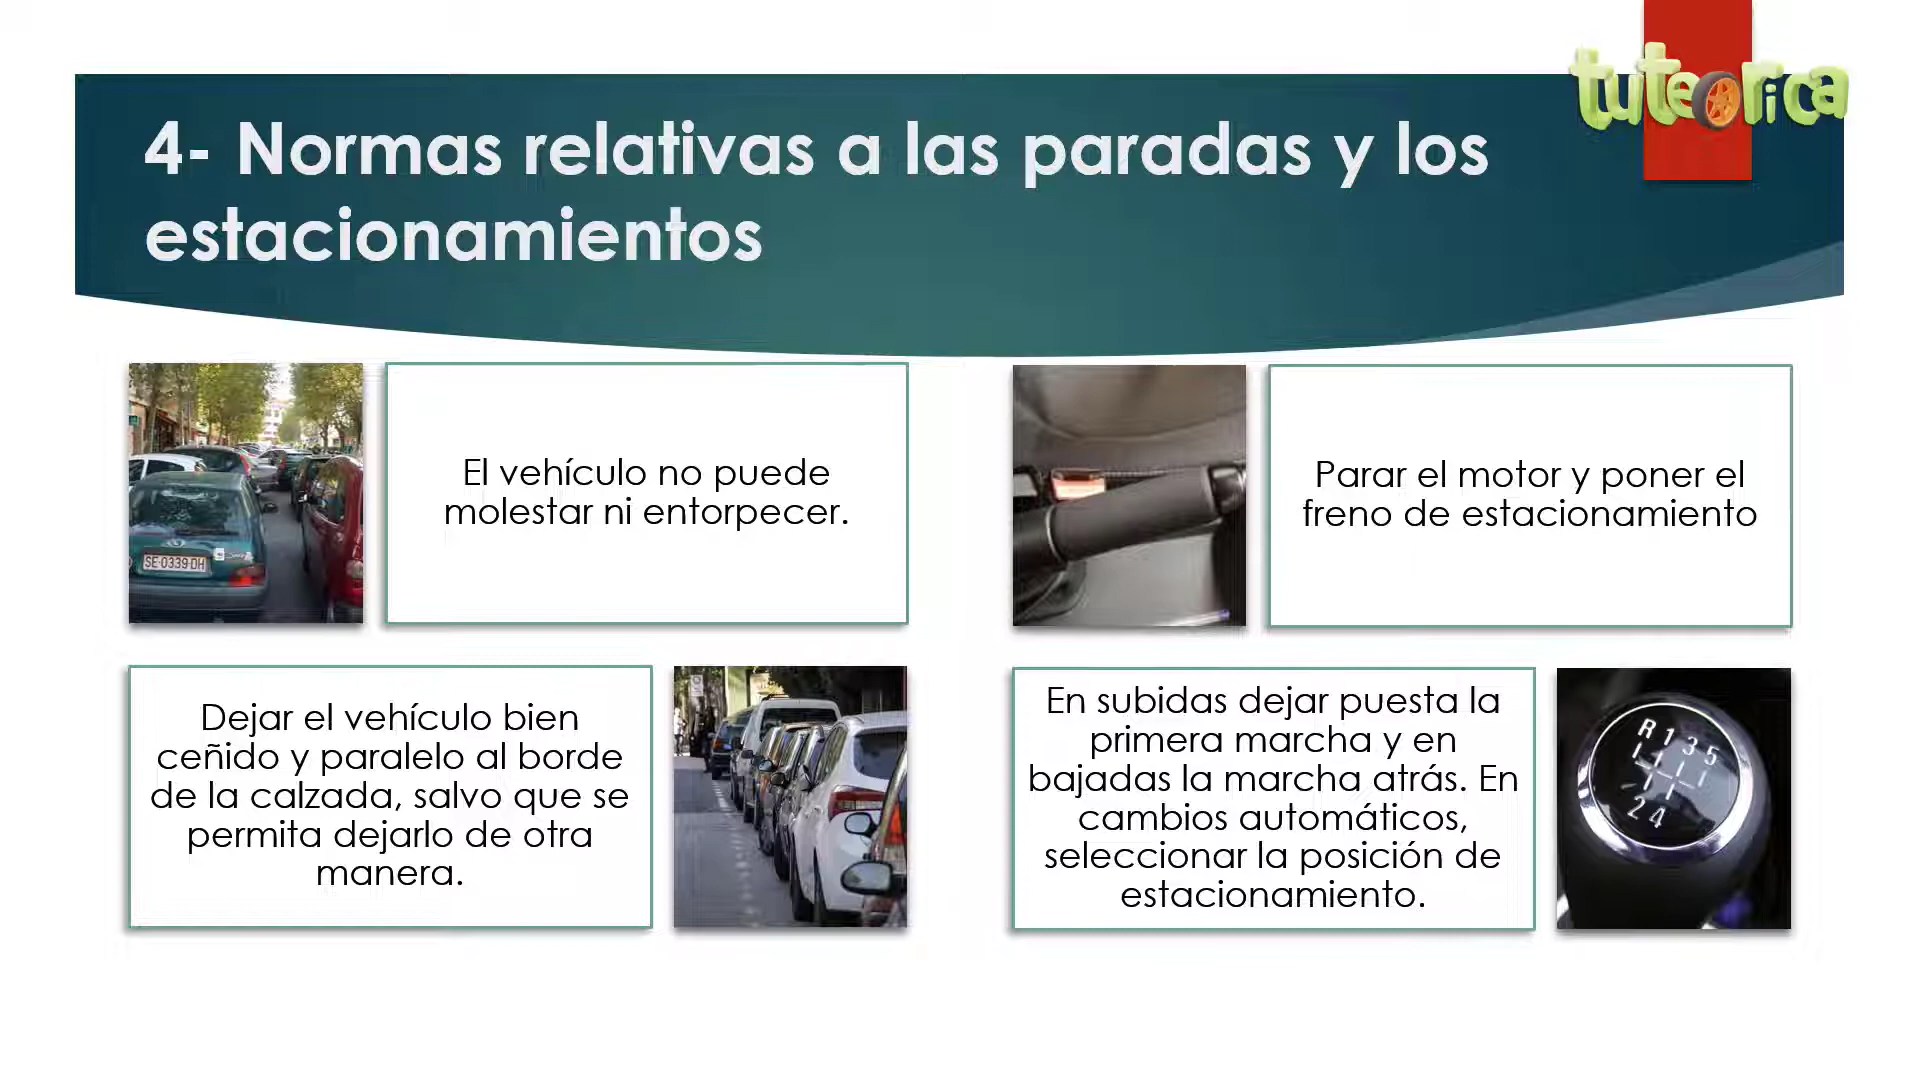 tuteorica
4- Normas relativas a las paradas y los
estacionamientos
SE-0339-DH
El vehículo no puede
molestar ni entorpecer.
Parar el motor y poner el
freno de estacionamiento
Dejar el vehículo bien
ceñido y paralelo al borde
de la calzada, salvo que se
permita dejarlo de otra
manera.
En subidas dejar puesta la
primera marcha y en
bajadas la marcha atrás. En
cambios automáticos,
seleccionar la posición de
estacionamiento.
R 1 3 5
2 4